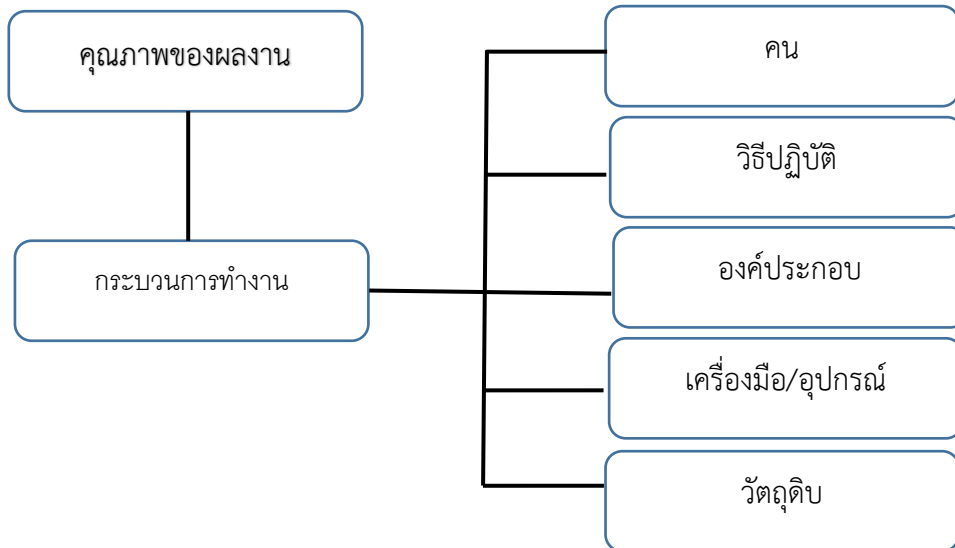 คุณภาพของผลงาน
กระบวนการทำงาน
คน
วิธีปฏิบัติ
องค์ประกอบ
เครื่องมือ/อุปกรณ์
วัตถุดิบ